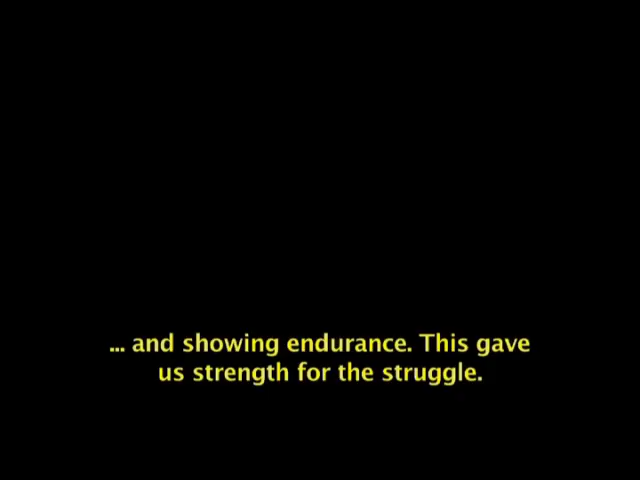 ... and showing endurance. This gave
us strength for the struggle.